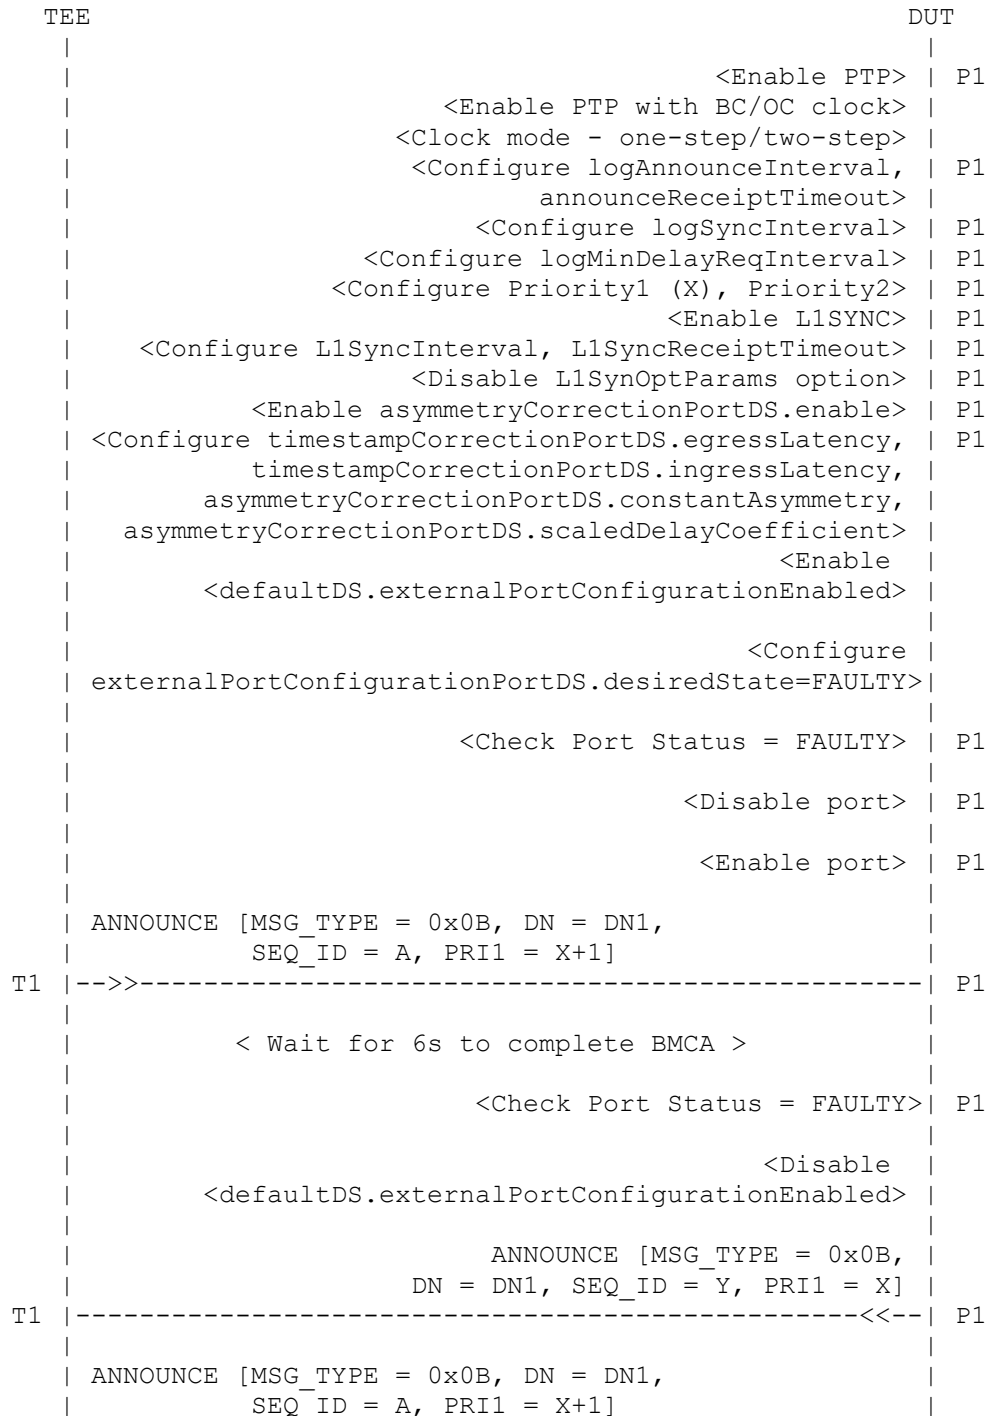 TEE DUT
| |
| <Enable PTP> | P1
| <Enable PTP with BC/OC clock> |
| <Clock mode - one-step/two-step> |
| <Configure logAnnounceInterval, | P1
| announceReceiptTimeout> |
| <Configure logSyncInterval> | P1
| <Configure logMinDelayReqInterval> | P1
| <Configure Priority1 (X), Priority2> | P1
| <Enable L1SYNC> | P1
| <Configure L1SyncInterval, L1SyncReceiptTimeout> | P1
| <Disable L1SynOptParams option> | P1
| <Enable asymmetryCorrectionPortDS.enable> | P1
| <Configure timestampCorrectionPortDS.egressLatency, | P1
| timestampCorrectionPortDS.ingressLatency, |
| asymmetryCorrectionPortDS.constantAsymmetry, |
| asymmetryCorrectionPortDS.scaledDelayCoefficient> |
| <Enable |
| <defaultDS.externalPortConfigurationEnabled> |
| |
| <Configure |
| externalPortConfigurationPortDS.desiredState=FAULTY>|
| |
| <Check Port Status = FAULTY> | P1
| |
| <Disable port> | P1
| |
| <Enable port> | P1
| |
| ANNOUNCE [MSG_TYPE = 0x0B, DN = DN1, |
| SEQ_ID = A, PRI1 = X+1] |
T1 |-->>-------------------------------------------------| P1
| |
| < Wait for 6s to complete BMCA > |
| |
| <Check Port Status = FAULTY>| P1
| |
| <Disable |
| <defaultDS.externalPortConfigurationEnabled> |
| |
| ANNOUNCE [MSG_TYPE = 0x0B, |
| DN = DN1, SEQ_ID = Y, PRI1 = X] |
T1 |-------------------------------------------------<<--| P1
| |
| ANNOUNCE [MSG_TYPE = 0x0B, DN = DN1, |
| SEQ_ID = A, PRI1 = X+1] |